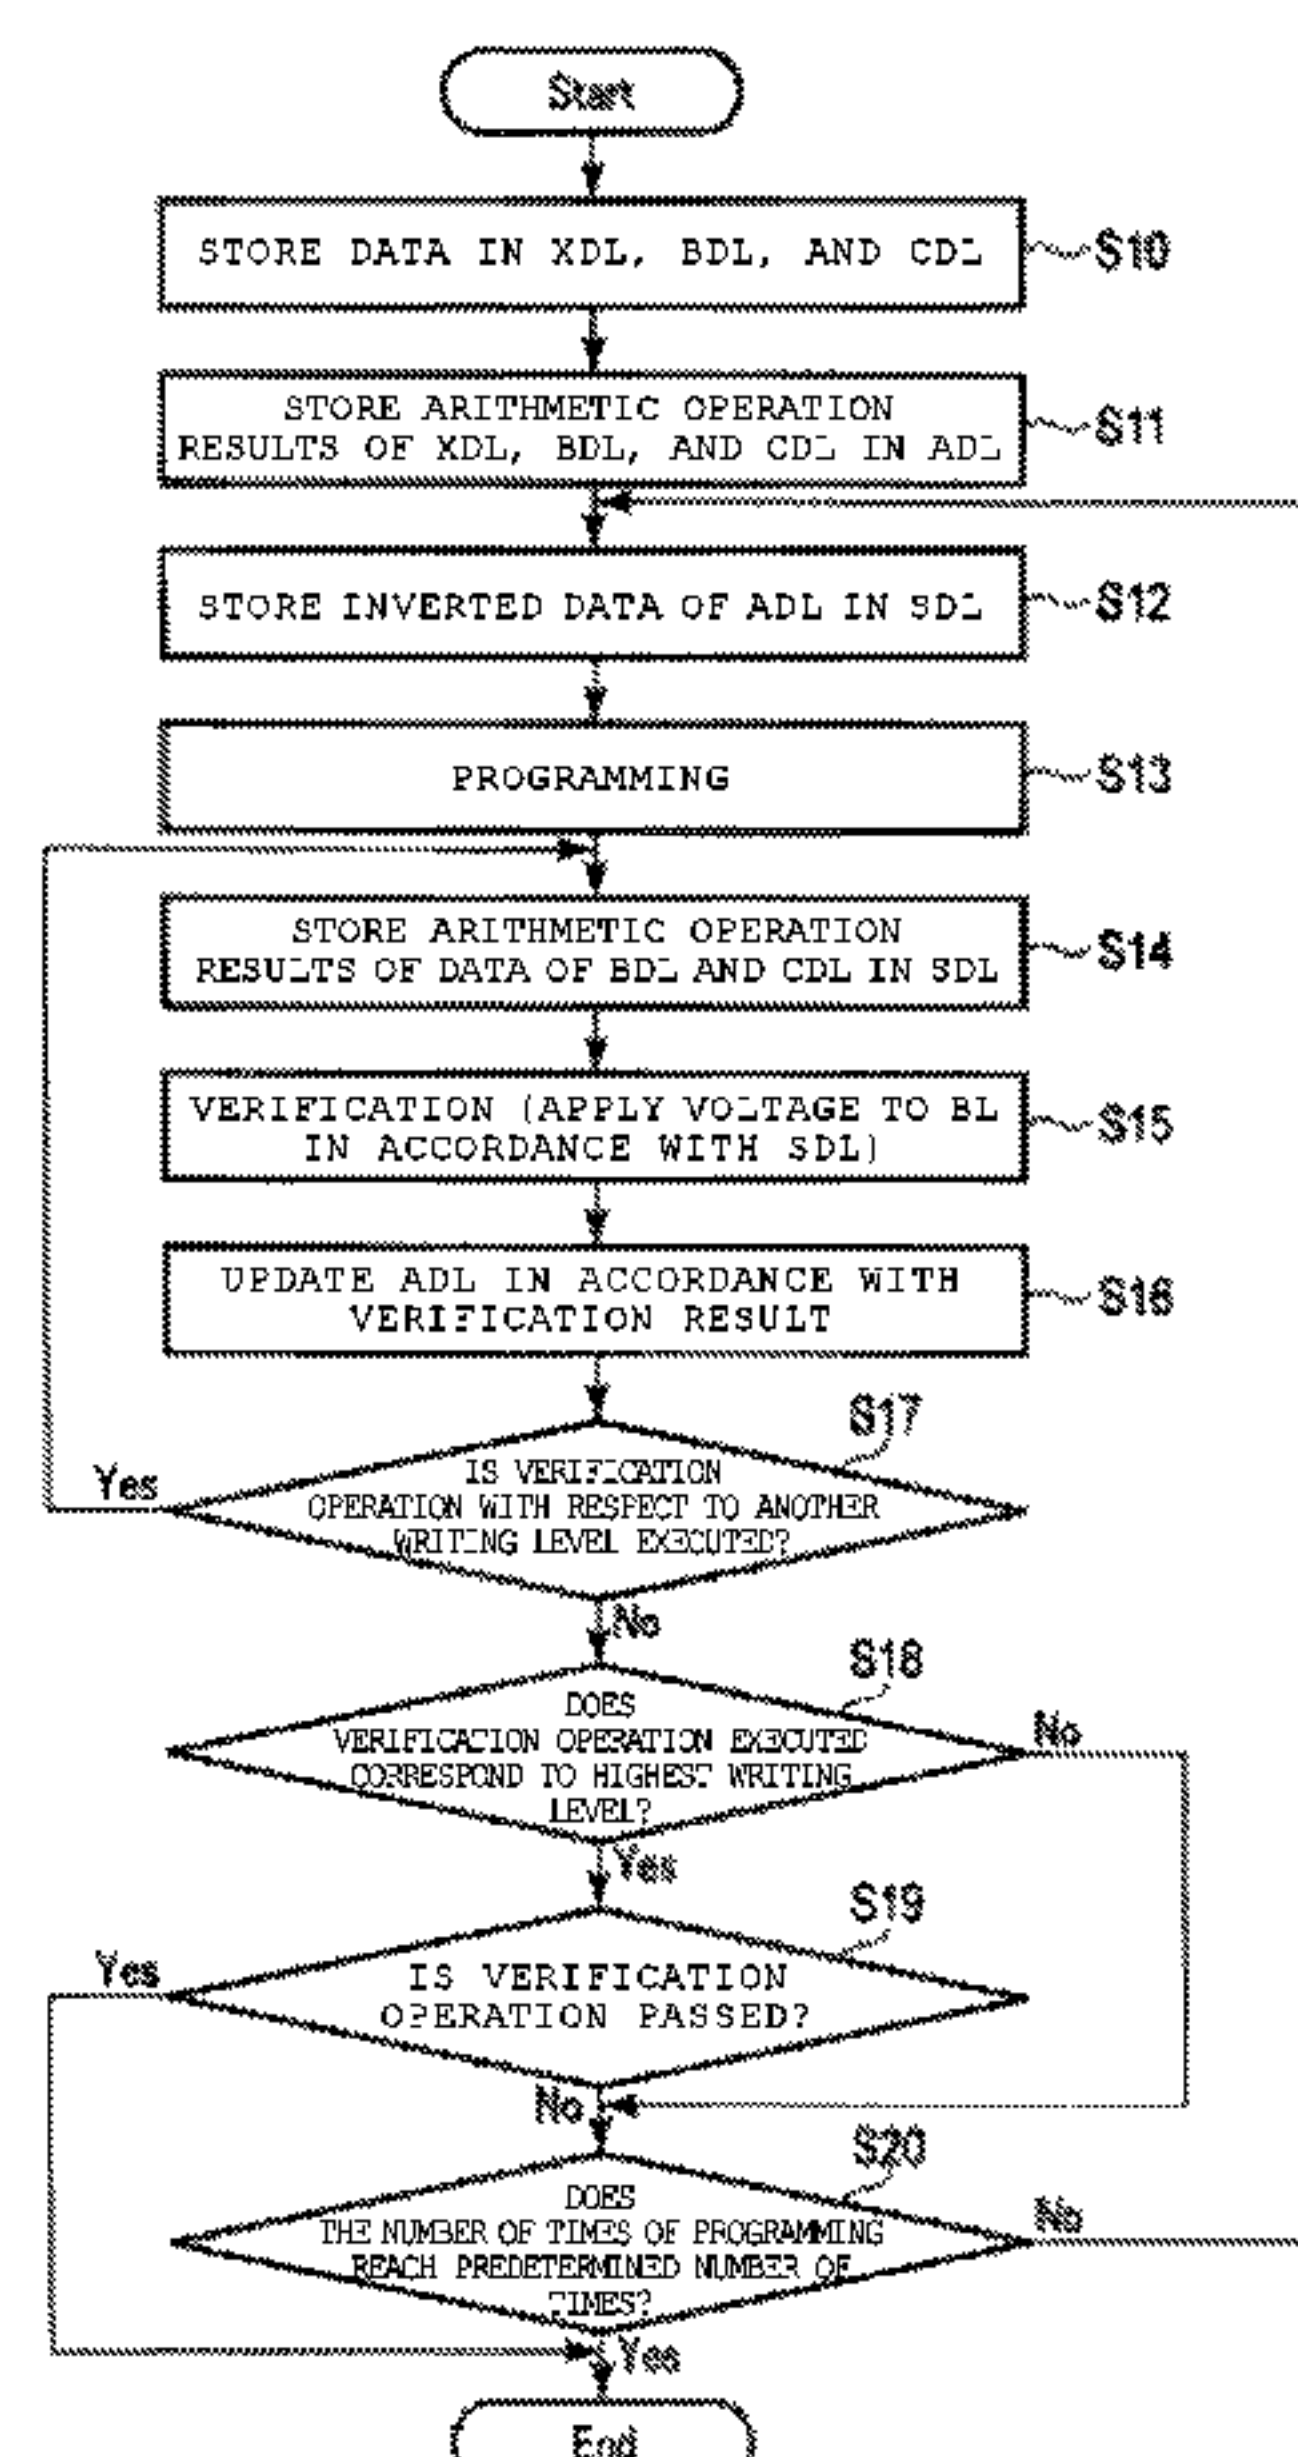 Start
STORE DATA IN XDL, BDL, AND CDL
S10
STORE ARITHMETIC OPERATION
RESULTS OF XDL, BDL, AND CDL IN ADL
S11
STORE INVERTED DATA OF ADL IN SDL
S12
PROGRAMMING
S13
STORE ARITHMETIC OPERATION
RESULTS OF DATA OF BDL AND CDL IN SDL
S14
VERIFICATION (APPLY VOLTAGE TO BL
IN ACCORDANCE WITH SDL)
S15
UPDATE ADL IN ACCORDANCE WITH
VERIFICATION RESULT
S16
S17
IS VERIFICATION
OPERATION WITH RESPECT TO ANOTHER
WRITING LEVEL EXECUTED?
Yes
No
S18
DOES
VERIFICATION OPERATION EXECUTED
CORRESPOND TO HIGHEST WRITING
LEVEL?
No
Yes
S19
IS VERIFICATION
OPERATION PASSED?
Yes
No
S20
DOES
THE NUMBER OF TIMES OF PROGRAMMING
REACH PREDETERMINED NUMBER OF
TIMES?
No
Yes
End